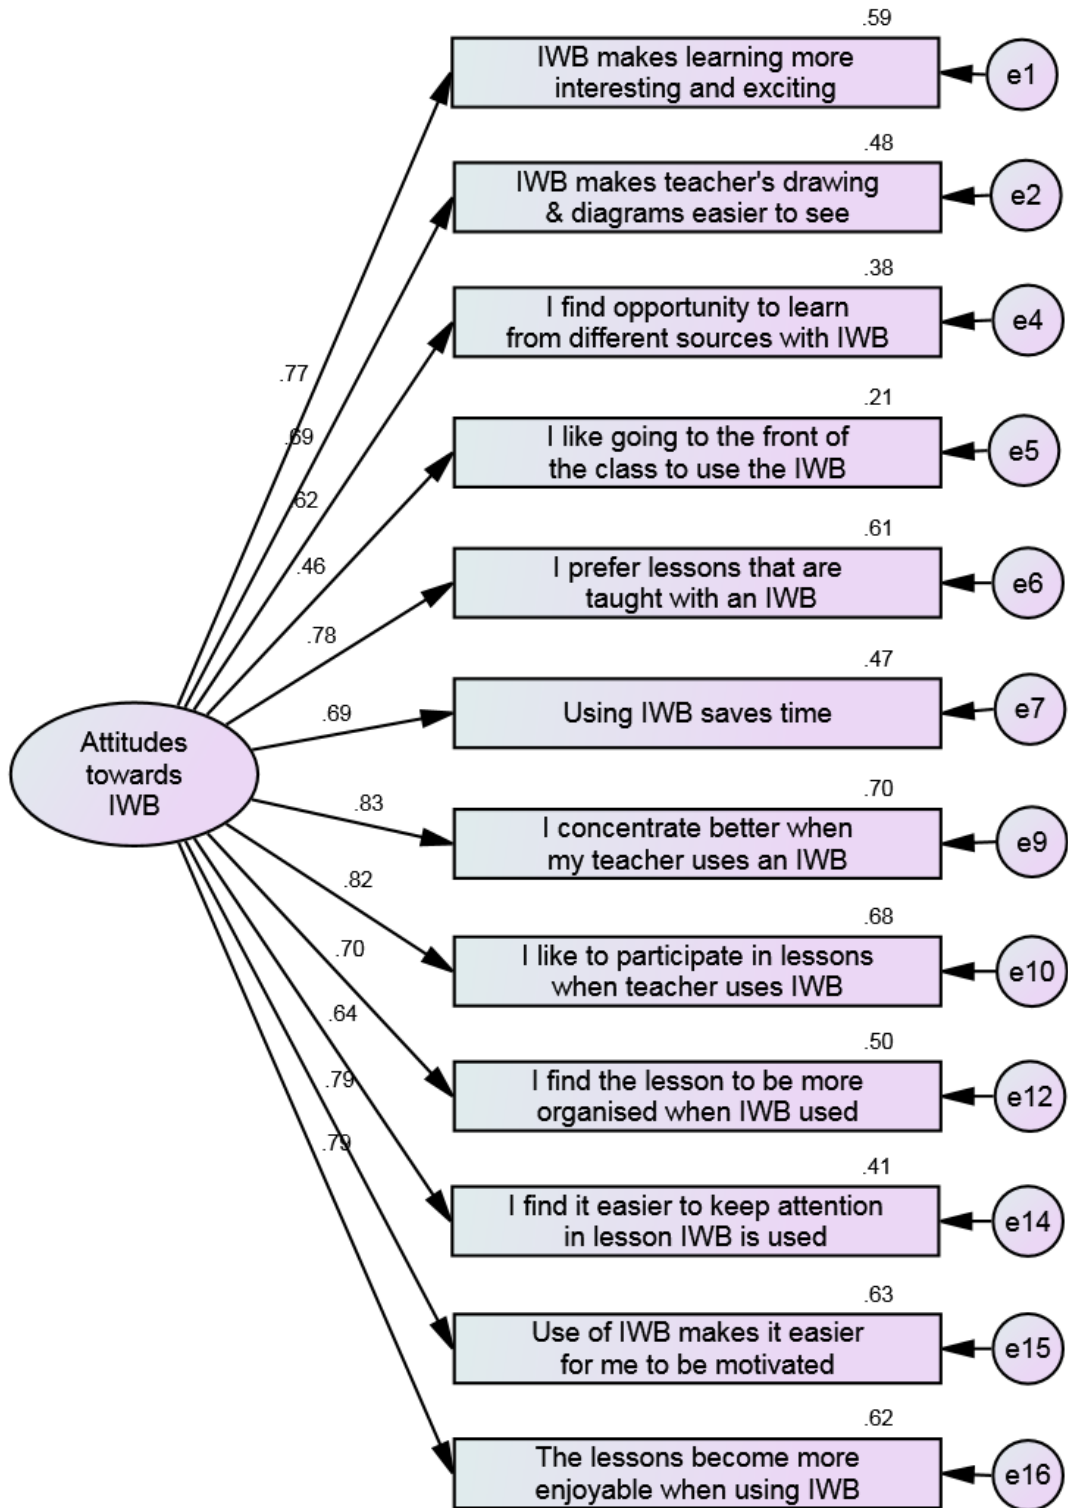 .59
IWB makes learning more
interesting and exciting
e1
.48
IWB makes teacher's drawing
& diagrams easier to see
e2
.38
I find opportunity to learn
from different sources with IWB
e4
.77
.21
I like going to the front of
the class to use the IWB
e5
.69
.62
.46
.61
I prefer lessons that are
taught with an IWB
e6
.78
.47
Using IWB saves time
e7
.69
Attitudes
towards
IWB
.83
.70
I concentrate better when
my teacher uses an IWB
e9
.82
.68
I like to participate in lessons
when teacher uses IWB
e10
.70
.64
.50
I find the lesson to be more
organised when IWB used
e12
.79
.79
.41
I find it easier to keep attention
in lesson IWB is used
e14
.63
Use of IWB makes it easier
for me to be motivated
e15
.62
The lessons become more
enjoyable when using IWB
e16